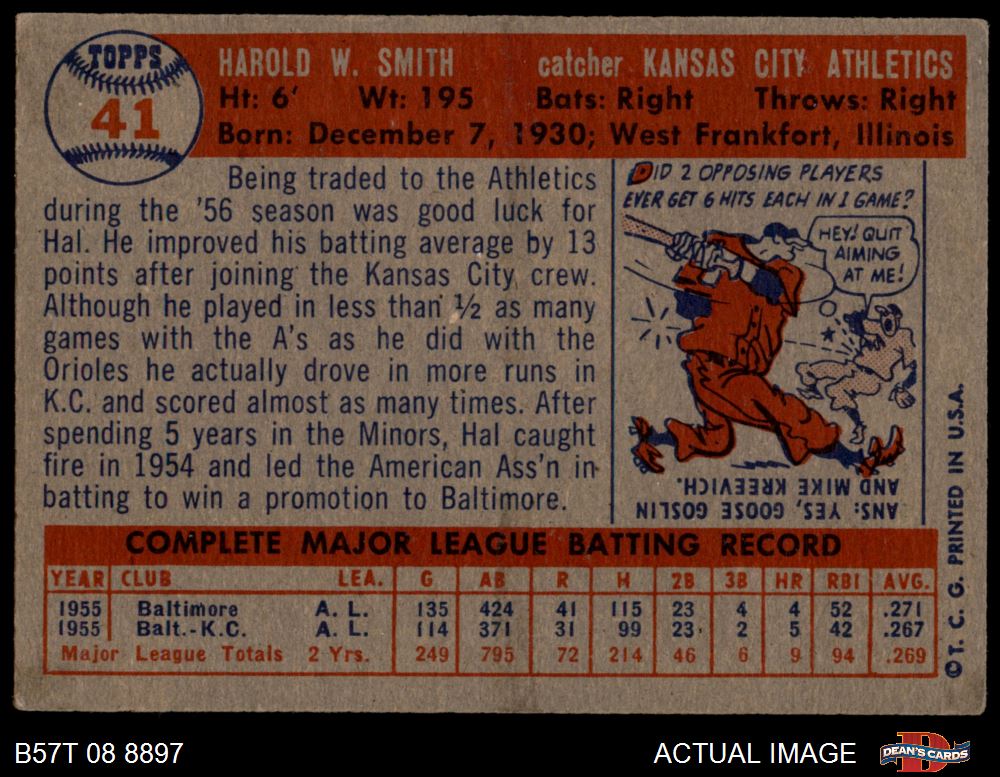 TOPPS
41
HAROLD W. SMITH catcher KANSAS CITY ATHLETICS
Ht: 6' Wt: 195 Bats: Right Throws: Right
Born: December 7, 1930; West Frankfort, Illinois
Being traded to the Athletics
during the '56 season was good luck for
Hal. He improved his batting average by 13
points after joining the Kansas City crew.
Although he played in less than ½ as many
games with the A's as he did with the
Orioles he actually drove in more runs in
K.C. and scored almost as many times. After
spending 5 years in the Minors, Hal caught
fire in 1954 and led the American Ass'n in
batting to win a promotion to Baltimore.
DID 2 OPPOSING PLAYERS
EVER GET 6 HITS EACH IN 1 GAME?
HEY! QUIT
AIMING
AT ME!
ANS: YES, GOOSE GOSLIN
AND MIKE KREEVICH.
COMPLETE MAJOR LEAGUE BATTING RECORD
YEAR CLUB LEA. G AB R H 2B 3B HR RBI AVG.
1955 Baltimore A. L. 135 424 41 115 23 4 4 52 .271
1955 Balt.-K.C. A. L. 114 371 31 99 23 2 5 42 .267
Major League Totals 2 Yrs. 249 795 72 214 46 6 9 94 .269
© T. C. G. PRINTED IN U.S.A.
B57T 08 8897 ACTUAL IMAGE DEAN'S CARDS